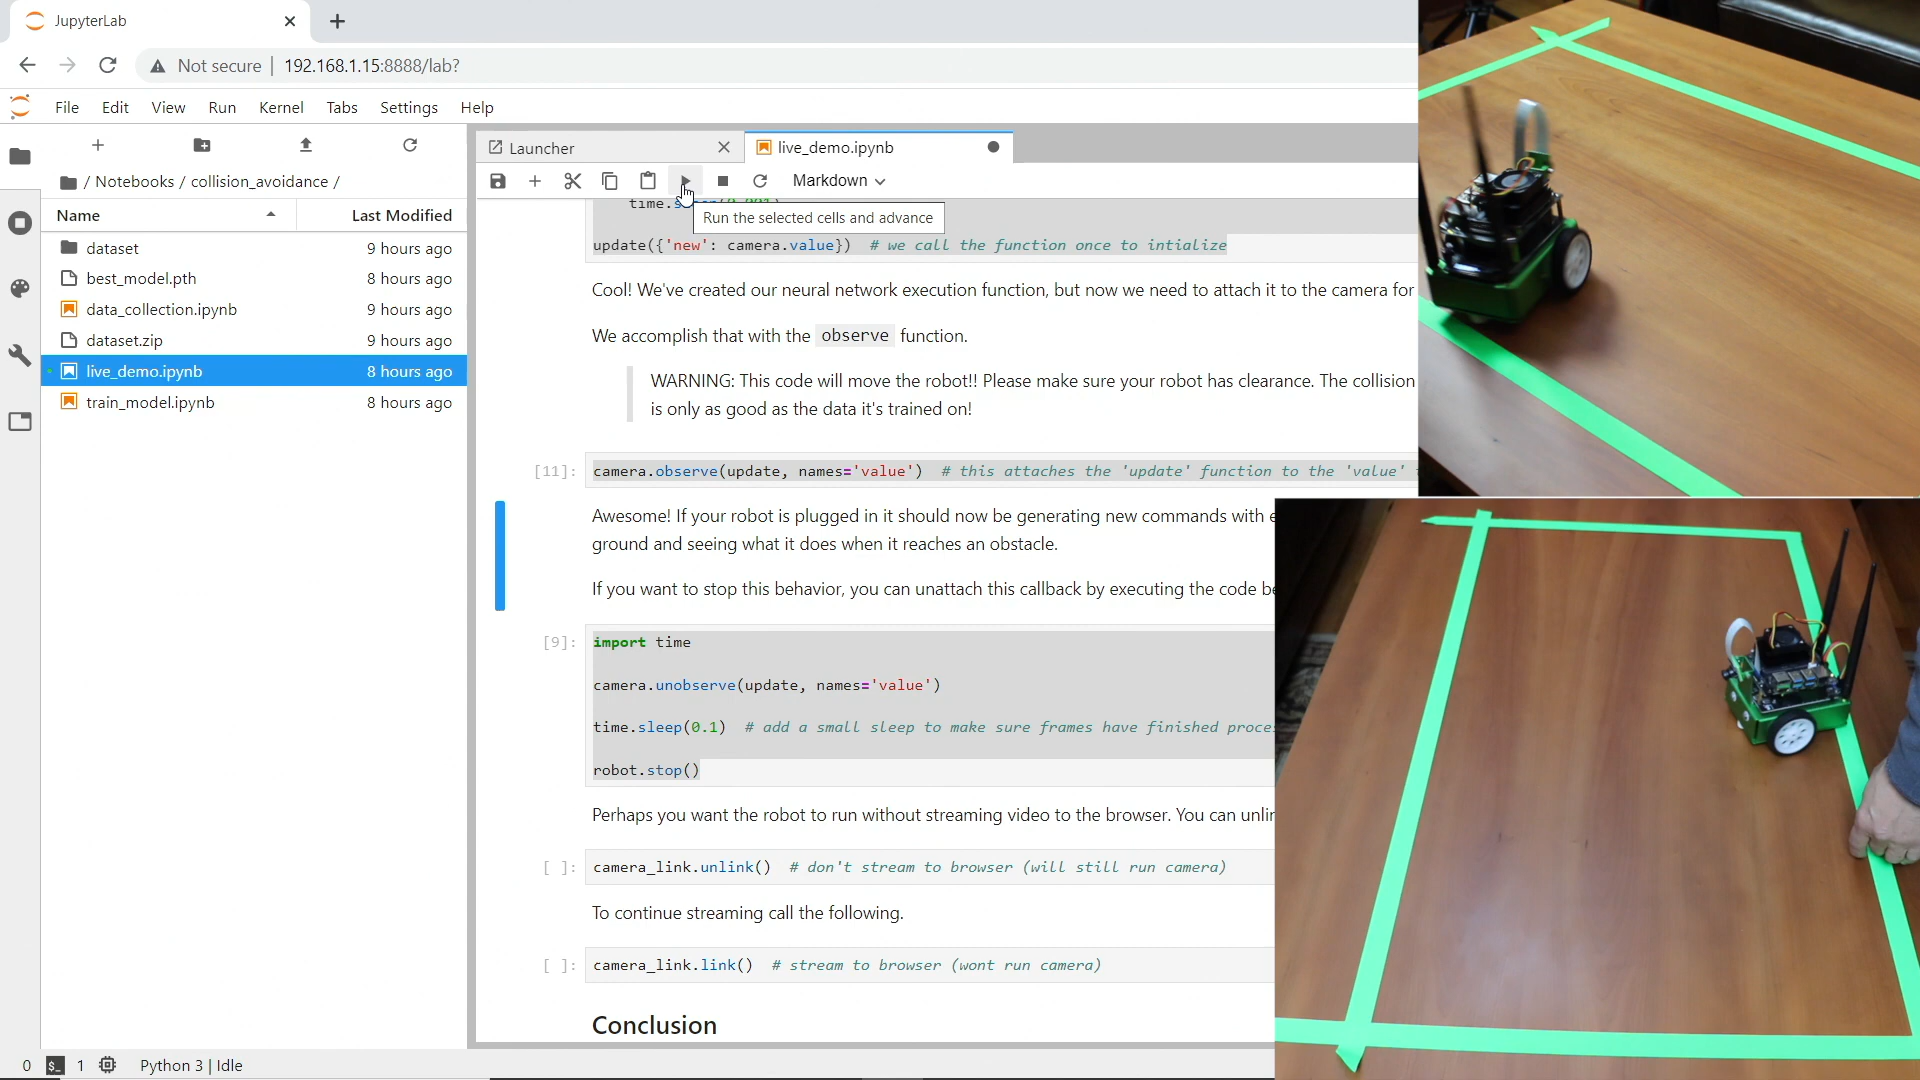 JupyterLab
Not secure | 192.168.1.15:8888/lab?
File Edit View Run Kernel Tabs Settings Help
/ Notebooks / collision_avoidance /
Name Last Modified
dataset 9 hours ago
best_model.pth 8 hours ago
data_collection.ipynb 9 hours ago
dataset.zip 9 hours ago
live_demo.ipynb 8 hours ago
train_model.ipynb 8 hours ago
Launcher
live_demo.ipynb
Markdown
Run the selected cells and advance
update({'new': camera.value})  # we call the function once to intialize
Cool! We've created our neural network execution function, but now we need to attach it to the camera for
We accomplish that with the observe function.
WARNING: This code will move the robot!! Please make sure your robot has clearance. The collision
is only as good as the data it's trained on!
[11]: camera.observe(update, names='value')  # this attaches the 'update' function to the 'value'
Awesome! If your robot is plugged in it should now be generating new commands with
ground and seeing what it does when it reaches an obstacle.
If you want to stop this behavior, you can unattach this callback by executing the code
[9]: import time
camera.unobserve(update, names='value')
time.sleep(0.1)  # add a small sleep to make sure frames have finished
robot.stop()
Perhaps you want the robot to run without streaming video to the browser. You can
[ ]: camera_link.unlink()  # don't stream to browser (will still run camera)
To continue streaming call the following.
[ ]: camera_link.link()  # stream to browser (wont run camera)
Conclusion
0 $_ 1 Python 3 | Idle